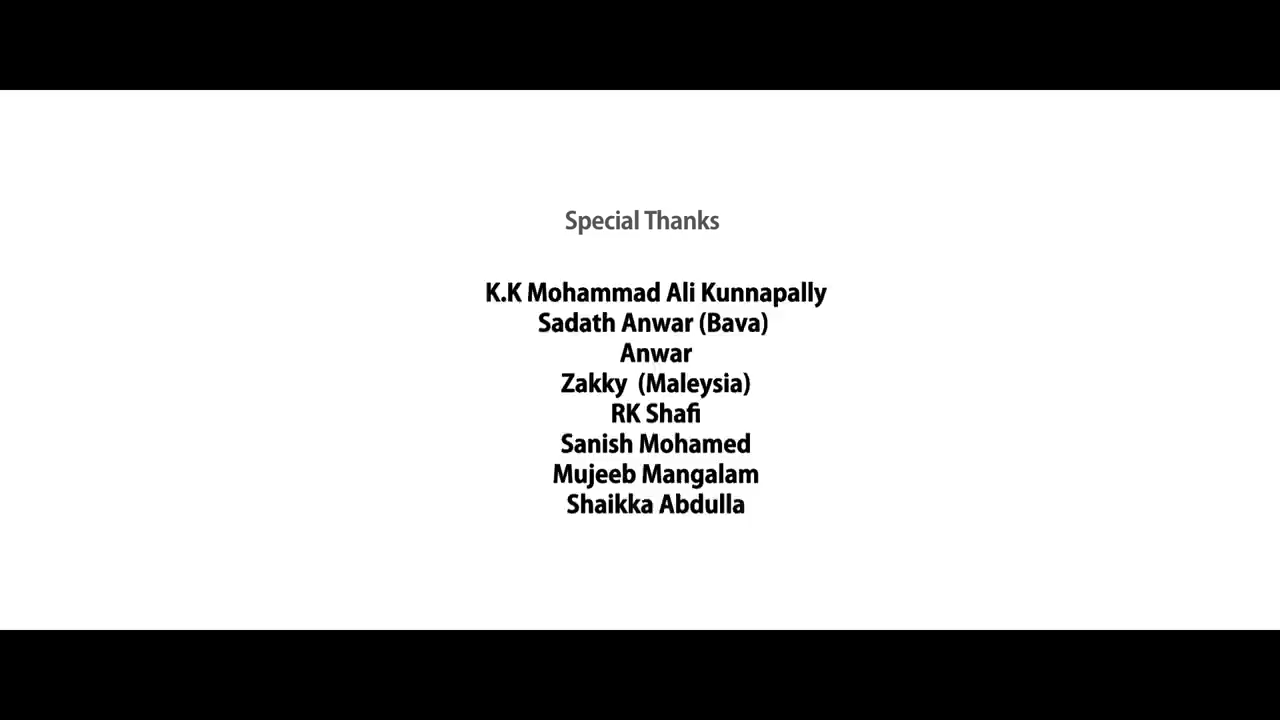 Special Thanks
K.K Mohammad Ali Kunnapally
Sadath Anwar (Bava)
Anwar
Zakky (Maleysia)
RK Shafi
Sanish Mohamed
Mujeeb Mangalam
Shaikka Abdulla